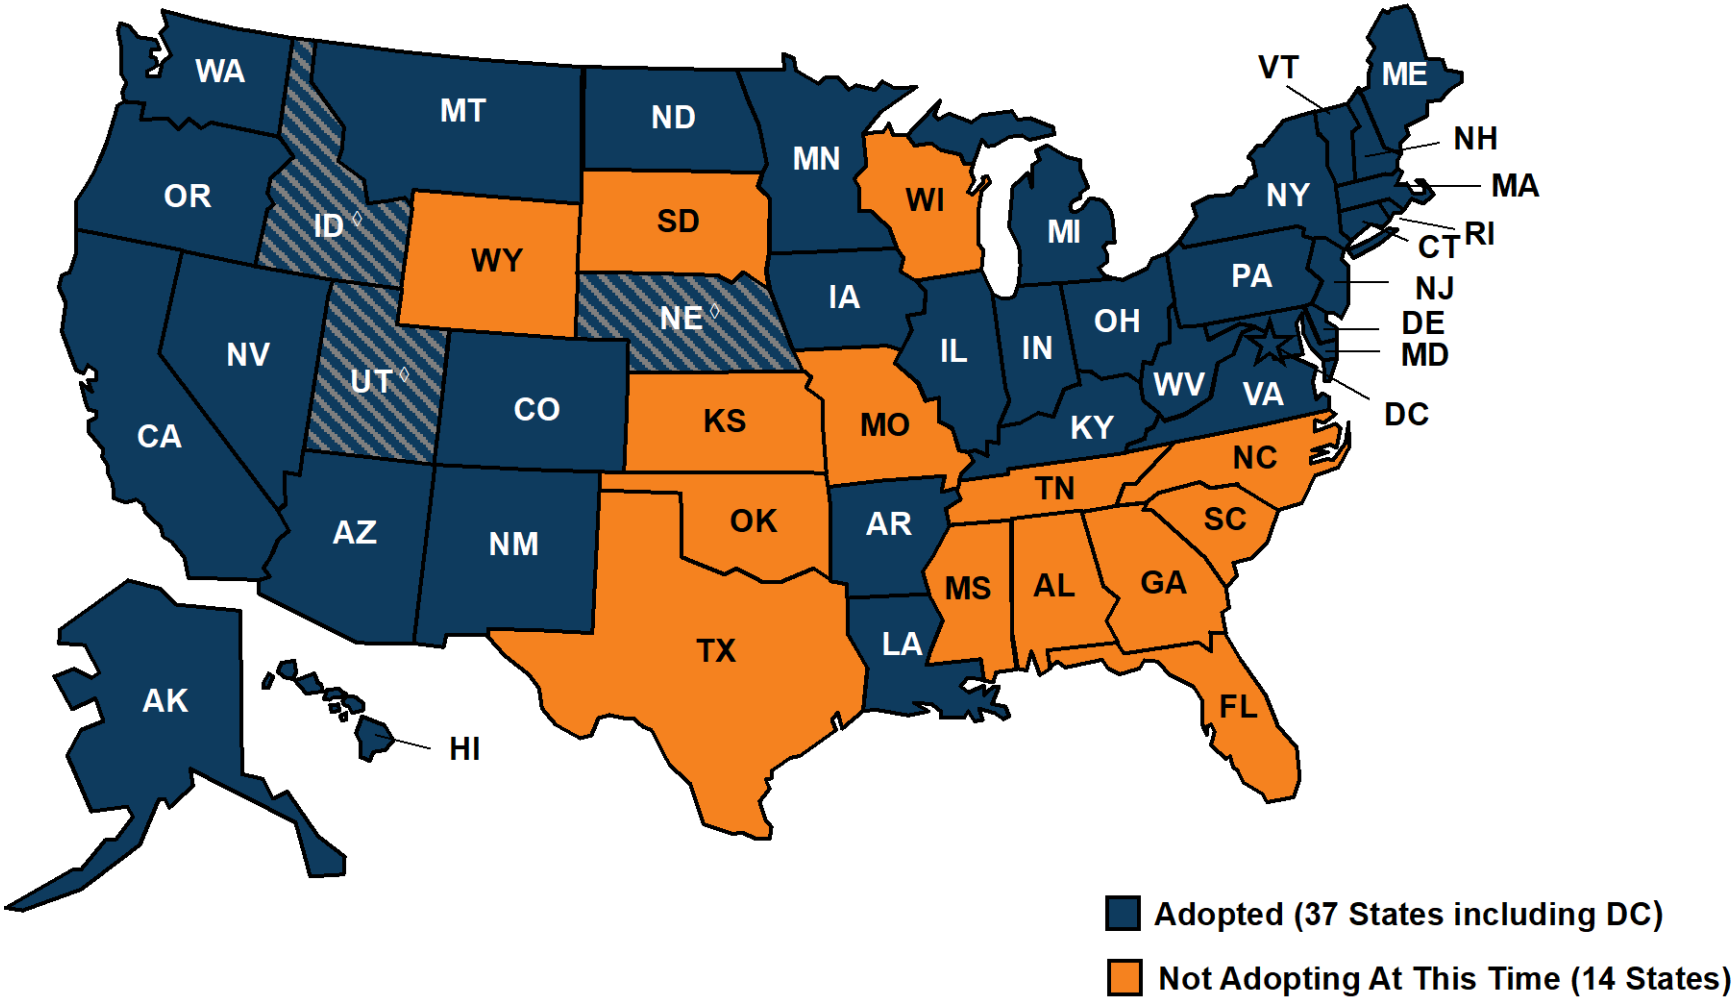 WA
MT
ND
MN
VT
ME
NH
OR
ID◊
WY
SD
WI
MI
NY
MA
RI
CT
PA
NJ
NV
UT◊
NE◊
IA
IL
IN
OH
DE
MD
CA
CO
KS
MO
KY
WV
VA
DC
AZ
NM
OK
AR
TN
NC
SC
MS
AL
GA
TX
LA
FL
AK
HI
Adopted (37 States including DC)
Not Adopting At This Time (14 States)